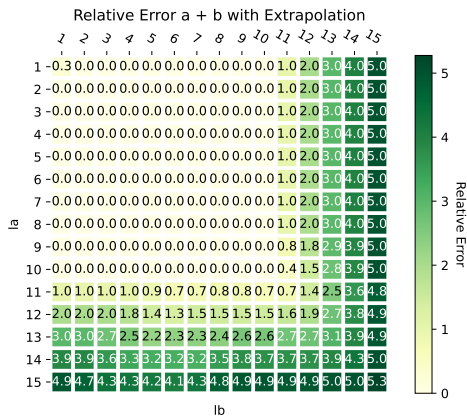 Relative Error a + b with Extrapolation
1 2 3 4 5 6 7 8 9 10 11 12 13 14 15
1 0.3 0.0 0.0 0.0 0.0 0.0 0.0 0.0 0.0 0.0 1.0 2.0 3.0 4.0 5.0
2 0.0 0.0 0.0 0.0 0.0 0.0 0.0 0.0 0.0 0.0 1.0 2.0 3.0 4.0 5.0
3 0.0 0.0 0.0 0.0 0.0 0.0 0.0 0.0 0.0 0.0 1.0 2.0 3.0 4.0 5.0
4 0.0 0.0 0.0 0.0 0.0 0.0 0.0 0.0 0.0 0.0 1.0 2.0 3.0 4.0 5.0
5 0.0 0.0 0.0 0.0 0.0 0.0 0.0 0.0 0.0 0.0 1.0 2.0 3.0 4.0 5.0
6 0.0 0.0 0.0 0.0 0.0 0.0 0.0 0.0 0.0 0.0 1.0 2.0 3.0 4.0 5.0
7 0.0 0.0 0.0 0.0 0.0 0.0 0.0 0.0 0.0 0.0 1.0 2.0 3.0 4.0 5.0
8 0.0 0.0 0.0 0.0 0.0 0.0 0.0 0.0 0.0 0.0 1.0 2.0 3.0 4.0 5.0
9 0.0 0.0 0.0 0.0 0.0 0.0 0.0 0.0 0.0 0.0 0.8 1.8 2.9 3.9 5.0
10 0.0 0.0 0.0 0.0 0.0 0.0 0.0 0.0 0.0 0.0 0.4 1.5 2.8 3.9 5.0
11 1.0 1.0 1.0 1.0 0.9 0.7 0.7 0.8 0.7 0.7 0.7 1.4 2.5 3.6 4.8
12 2.0 2.0 2.0 1.8 1.4 1.3 1.5 1.5 1.5 1.5 1.6 1.9 2.7 3.8 4.9
13 3.0 3.0 2.7 2.5 2.2 2.3 2.3 2.4 2.6 2.6 2.7 2.7 3.1 3.9 4.9
14 3.9 3.9 3.6 3.3 3.2 3.2 3.2 3.5 3.8 3.7 3.7 3.7 3.9 4.3 5.0
15 4.9 4.7 4.3 4.3 4.2 4.1 4.3 4.8 4.9 4.9 4.9 4.9 5.0 5.0 5.3
la
lb
5
4
3
2
1
0
Relative Error